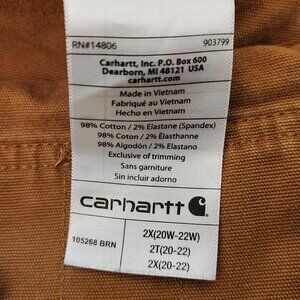 RN#14806 903799
Carhartt, Inc. P.O. Box 600
Dearborn, MI 48121 USA
carhartt.com
Made in Vietnam
Fabriqué au Vietnam
Hecho en Vietnam
98% Cotton / 2% Elastane (Spandex)
98% Coton / 2% Élasthanne
98% Algodón / 2% Elastano
Exclusive of trimming
Sans garniture
Sin incluir adorno
carhartt
105268 BRN
2X(20W-22W)
2T(20-22)
2X(20-22)